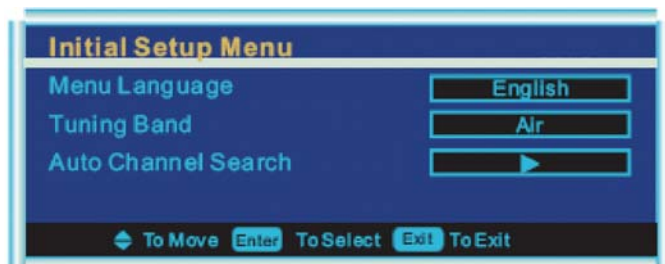 Initial Setup Menu
Menu Language English
Tuning Band Air
Auto Channel Search
To Move Enter To Select Exit To Exit